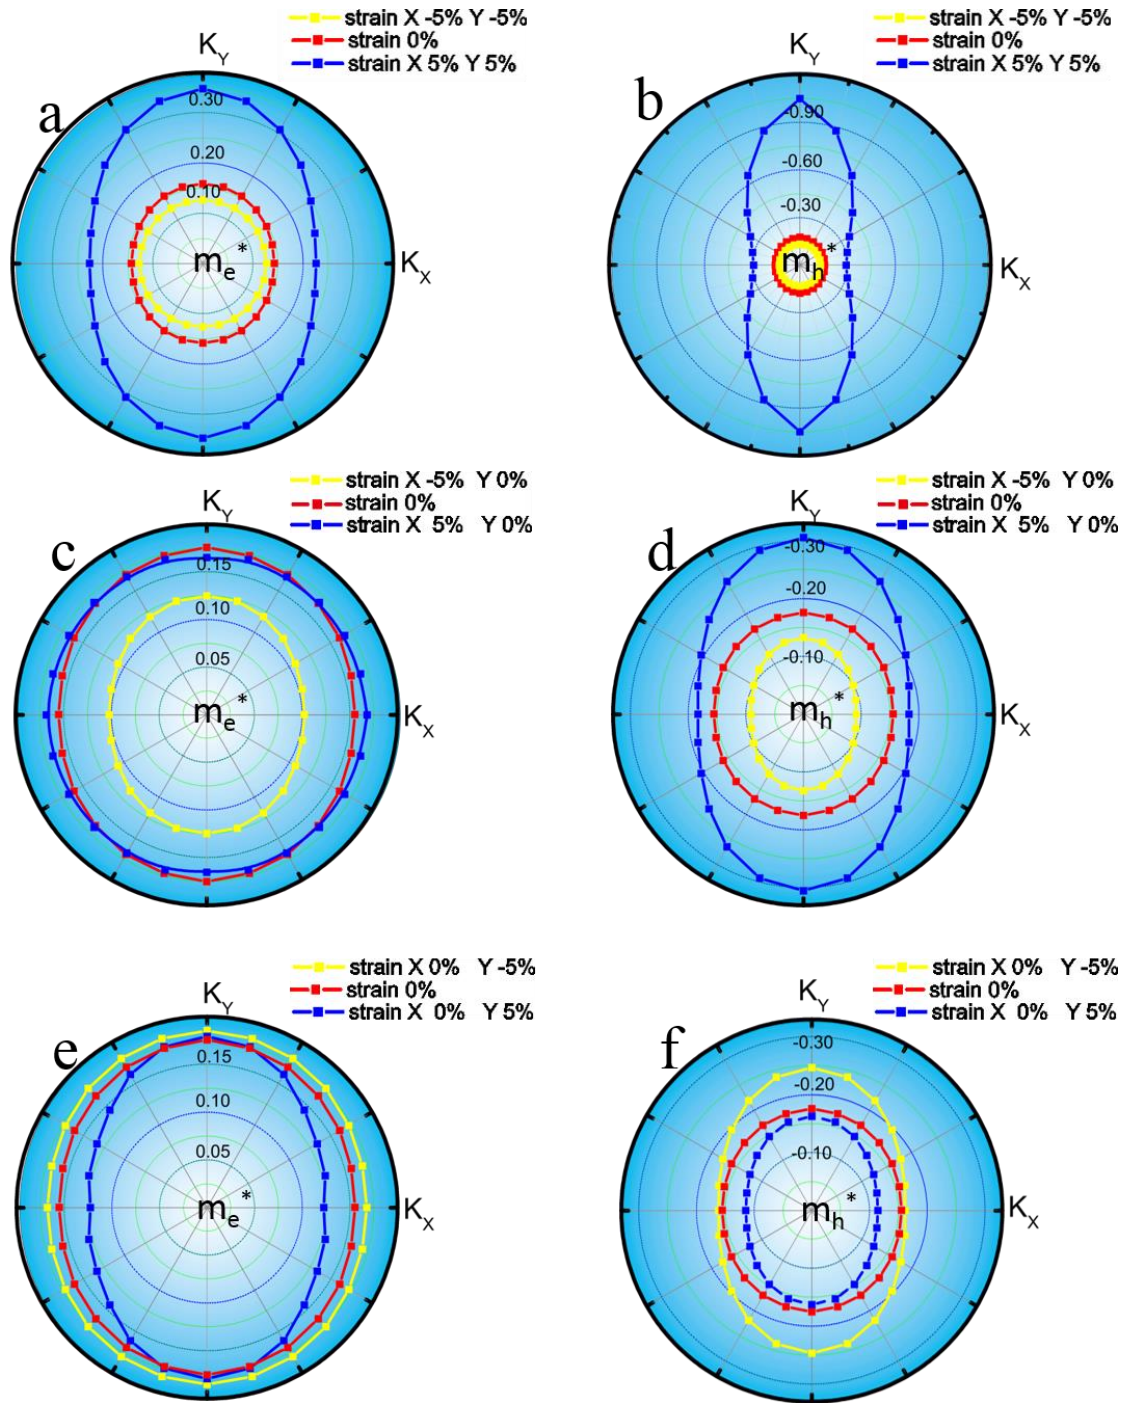 strain X -5% Y -5%
strain 0%
strain X 5% Y 5%
a
K_Y
0.30
0.20
0.10
m_e*
K_X
strain X -5% Y -5%
strain 0%
strain X 5% Y 5%
b
K_Y
-0.90
-0.60
-0.30
m_h*
K_X
strain X -5% Y 0%
strain 0%
strain X 5% Y 0%
c
K_Y
0.15
0.10
0.05
m_e*
K_X
strain X -5% Y 0%
strain 0%
strain X 5% Y 0%
d
K_Y
-0.30
-0.20
-0.10
m_h*
K_X
strain X 0% Y -5%
strain 0%
strain X 0% Y 5%
e
K_Y
0.15
0.10
0.05
m_e*
K_X
strain X 0% Y -5%
strain 0%
strain X 0% Y 5%
f
K_Y
-0.30
-0.20
-0.10
m_h*
K_X